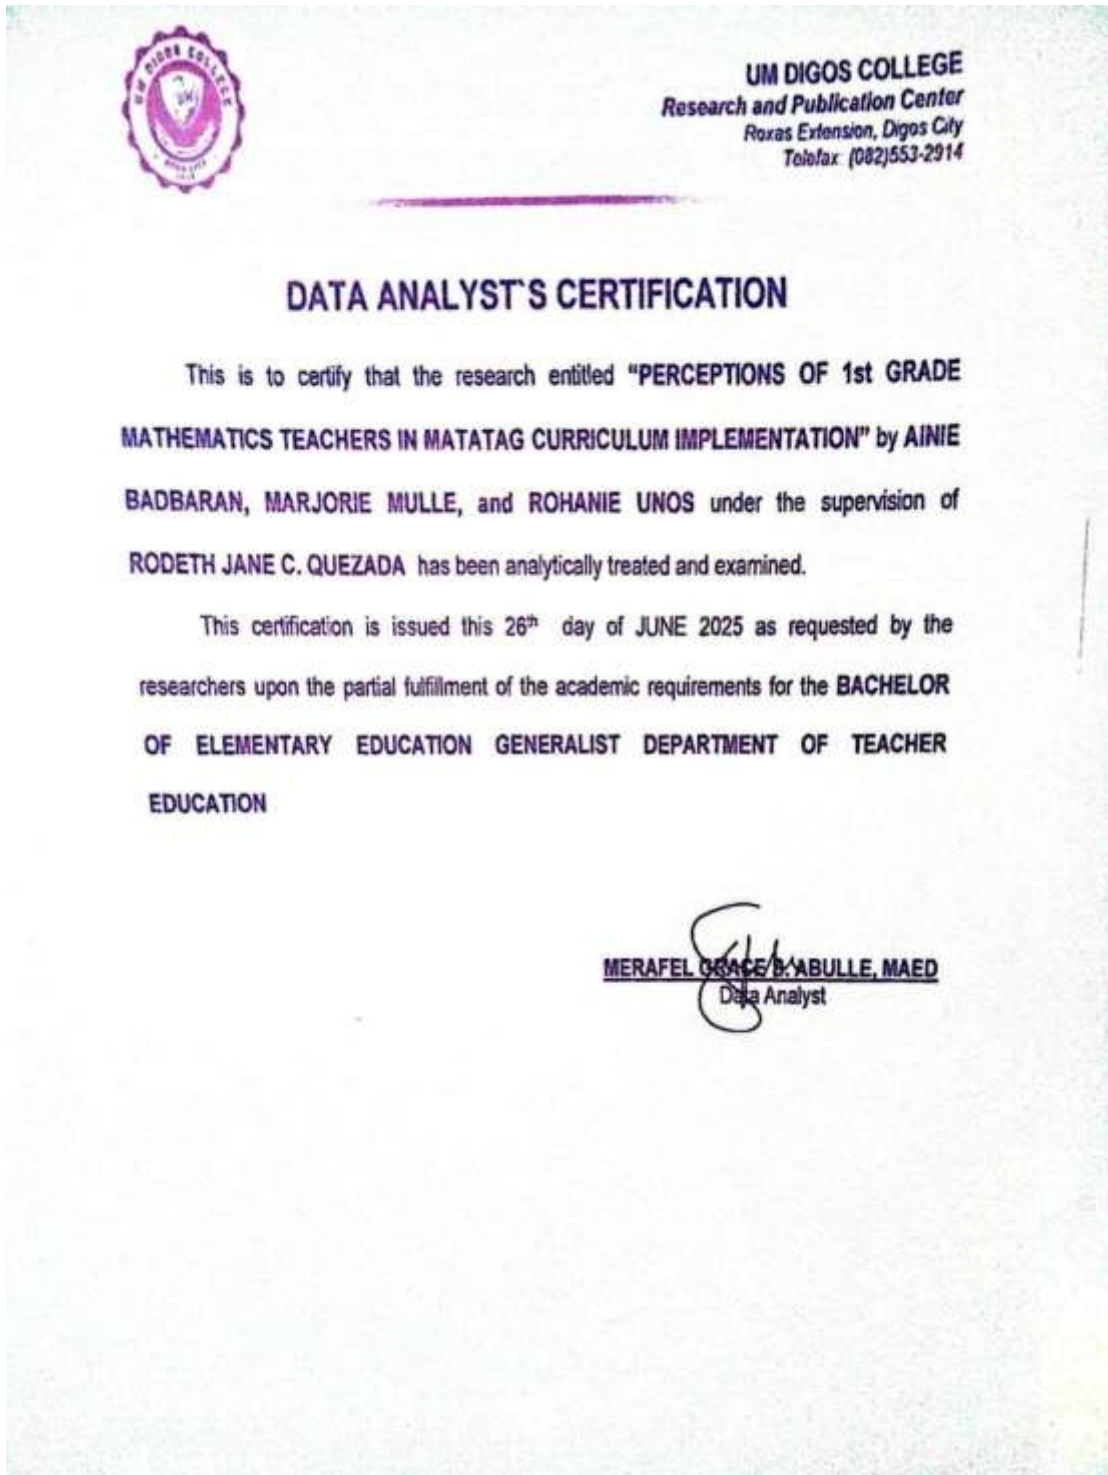 UM DIGOS COLLEGE
UM DIGOS COLLEGE
Research and Publication Center
Roxas Extension, Digos City
Telefax: (082)553-2914
DATA ANALYST`S CERTIFICATION
This is to certify that the research entitled “PERCEPTIONS OF 1st GRADE
MATHEMATICS TEACHERS IN MATATAG CURRICULUM IMPLEMENTATION” by AINIE
BADBARAN, MARJORIE MULLE, and ROHANIE UNOS under the supervision of
RODETH JANE C. QUEZADA has been analytically treated and examined.
This certification is issued this 26th day of JUNE 2025 as requested by the
researchers upon the partial fulfillment of the academic requirements for the BACHELOR
OF ELEMENTARY EDUCATION GENERALIST DEPARTMENT OF TEACHER
EDUCATION
MERAFEL GRACE B. ABULLE, MAED
Data Analyst